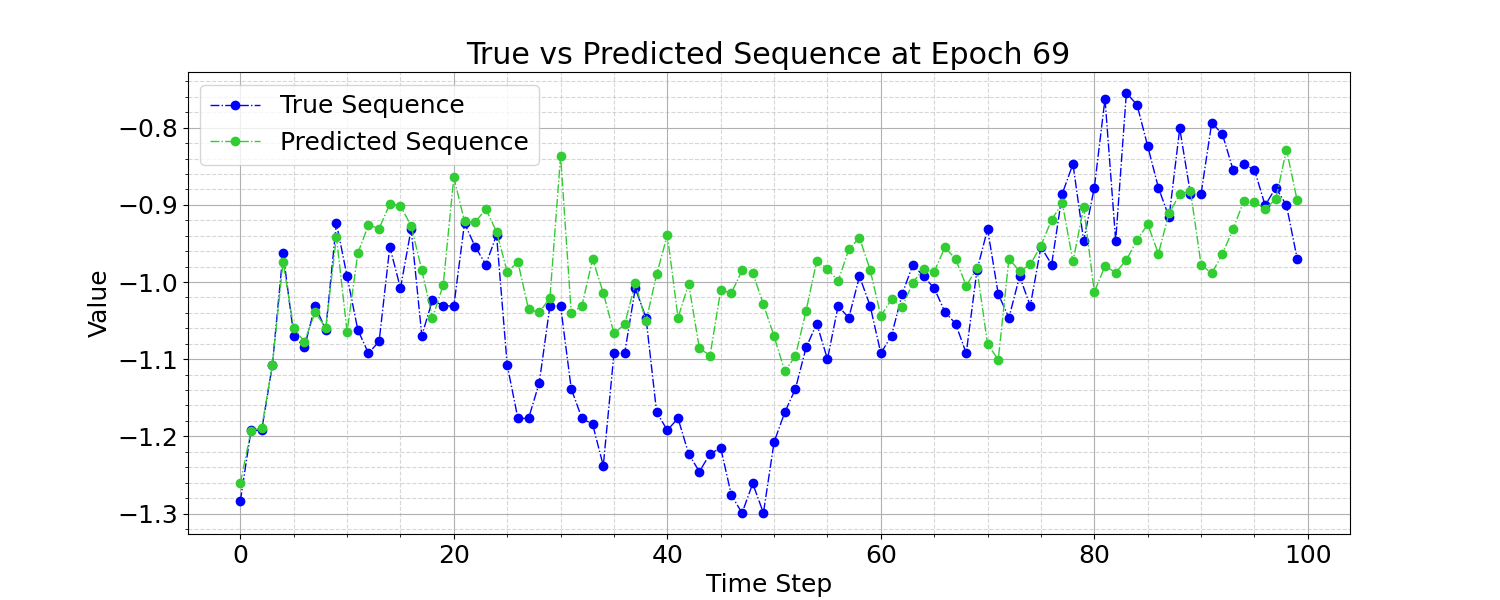 True vs Predicted Sequence at Epoch 69
True Sequence
Predicted Sequence
Value
−0.8
−0.9
−1.0
−1.1
−1.2
−1.3
0 20 40 60 80 100
Time Step